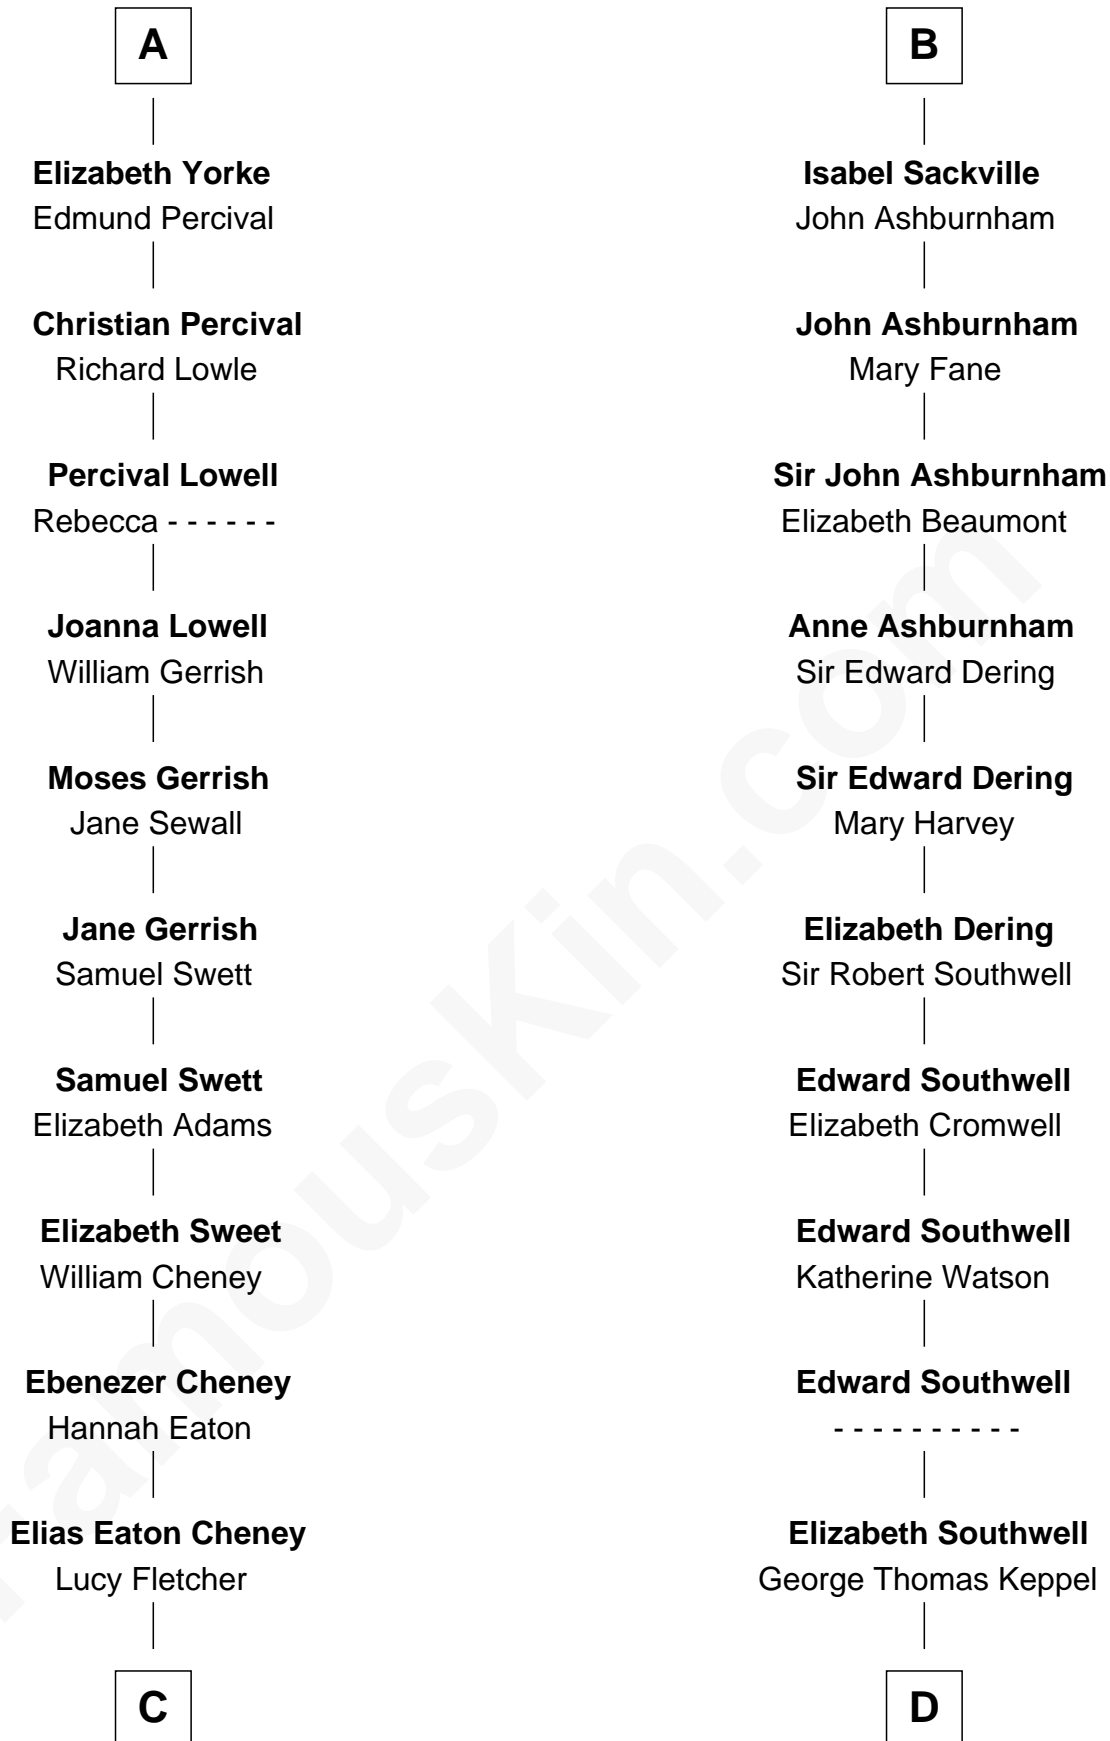 A
Elizabeth Yorke
Edmund Percival
Christian Percival
Richard Lowle
Percival Lowell
Rebecca - - - - - -
Joanna Lowell
William Gerrish
Moses Gerrish
Jane Sewall
Jane Gerrish
Samuel Swett
Samuel Swett
Elizabeth Adams
Elizabeth Sweet
William Cheney
Ebenezer Cheney
Hannah Eaton
Elias Eaton Cheney
Lucy Fletcher
C
B
Isabel Sackville
John Ashburnham
John Ashburnham
Mary Fane
Sir John Ashburnham
Elizabeth Beaumont
Anne Ashburnham
Sir Edward Dering
Sir Edward Dering
Mary Harvey
Elizabeth Dering
Sir Robert Southwell
Edward Southwell
Elizabeth Cromwell
Edward Southwell
Katherine Watson
Edward Southwell
- - - - - - - - - -
Elizabeth Southwell
George Thomas Keppel
D
FamousKin.com